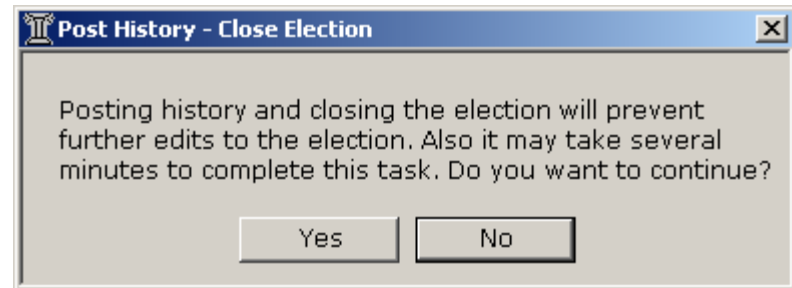 Post History - Close Election
Posting history and closing the election will prevent
further edits to the election. Also it may take several
minutes to complete this task. Do you want to continue?
Yes No